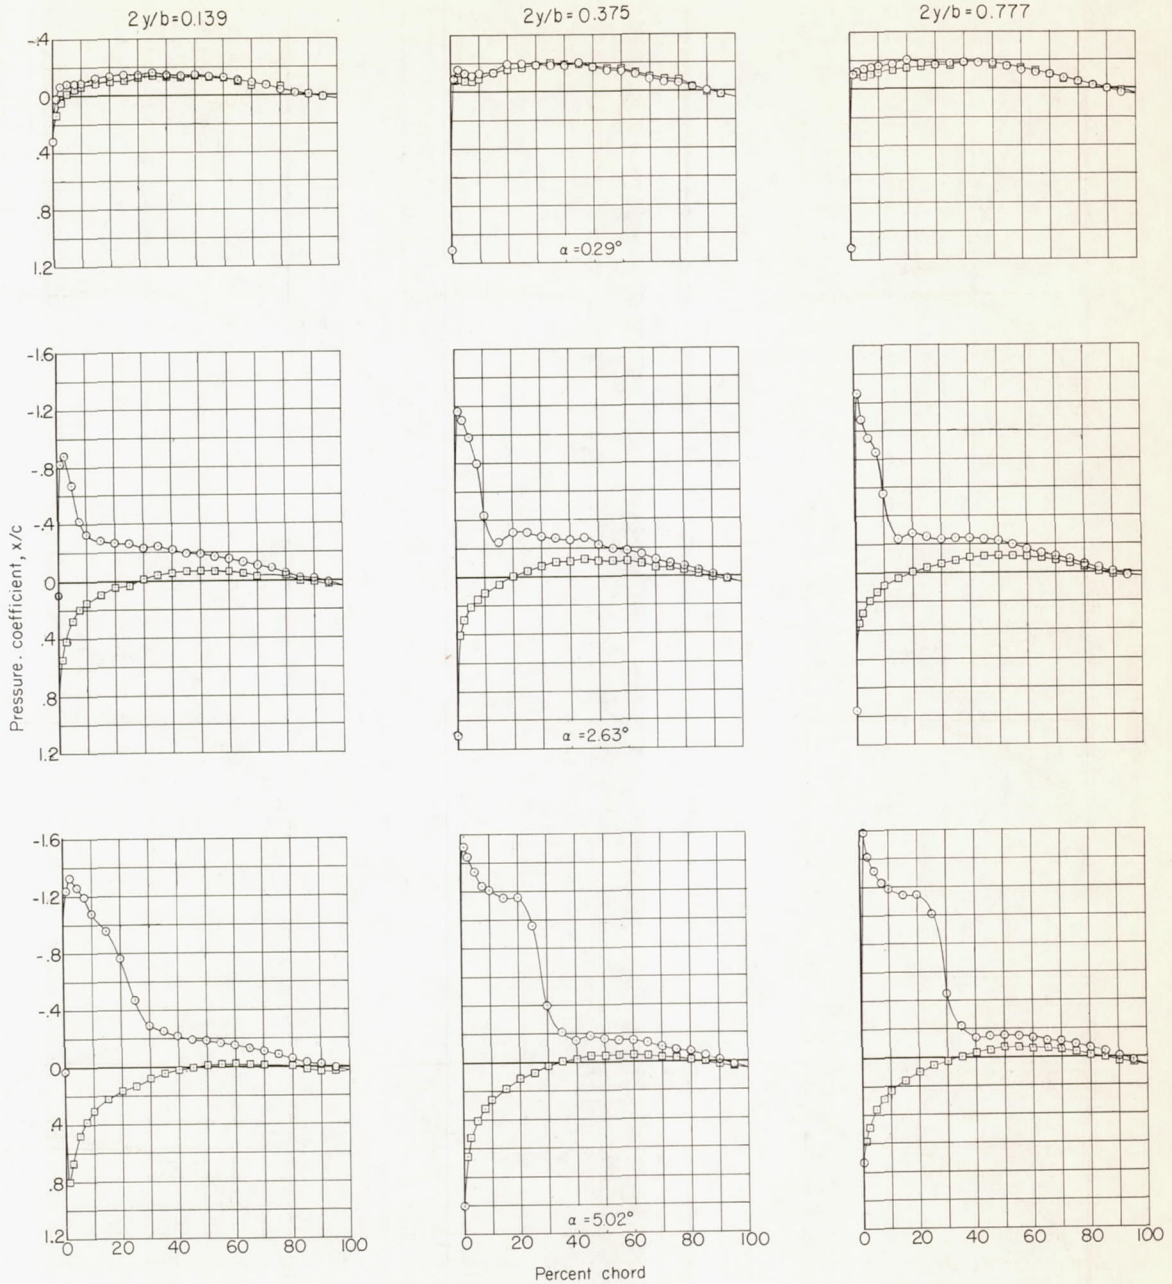 2y/b=0.139
2y/b=0.375
2y/b=0.777
-.4
0
.4
.8
1.2
α =0.29°
-1.6
-1.2
-.8
-.4
0
.4
.8
1.2
α =2.63°
Pressure. coefficient, x/c
-1.6
-1.2
-.8
-.4
0
.4
.8
1.2
α =5.02°
0 20 40 60 80 100
0 20 40 60 80 100
0 20 40 60 80 100
Percent chord